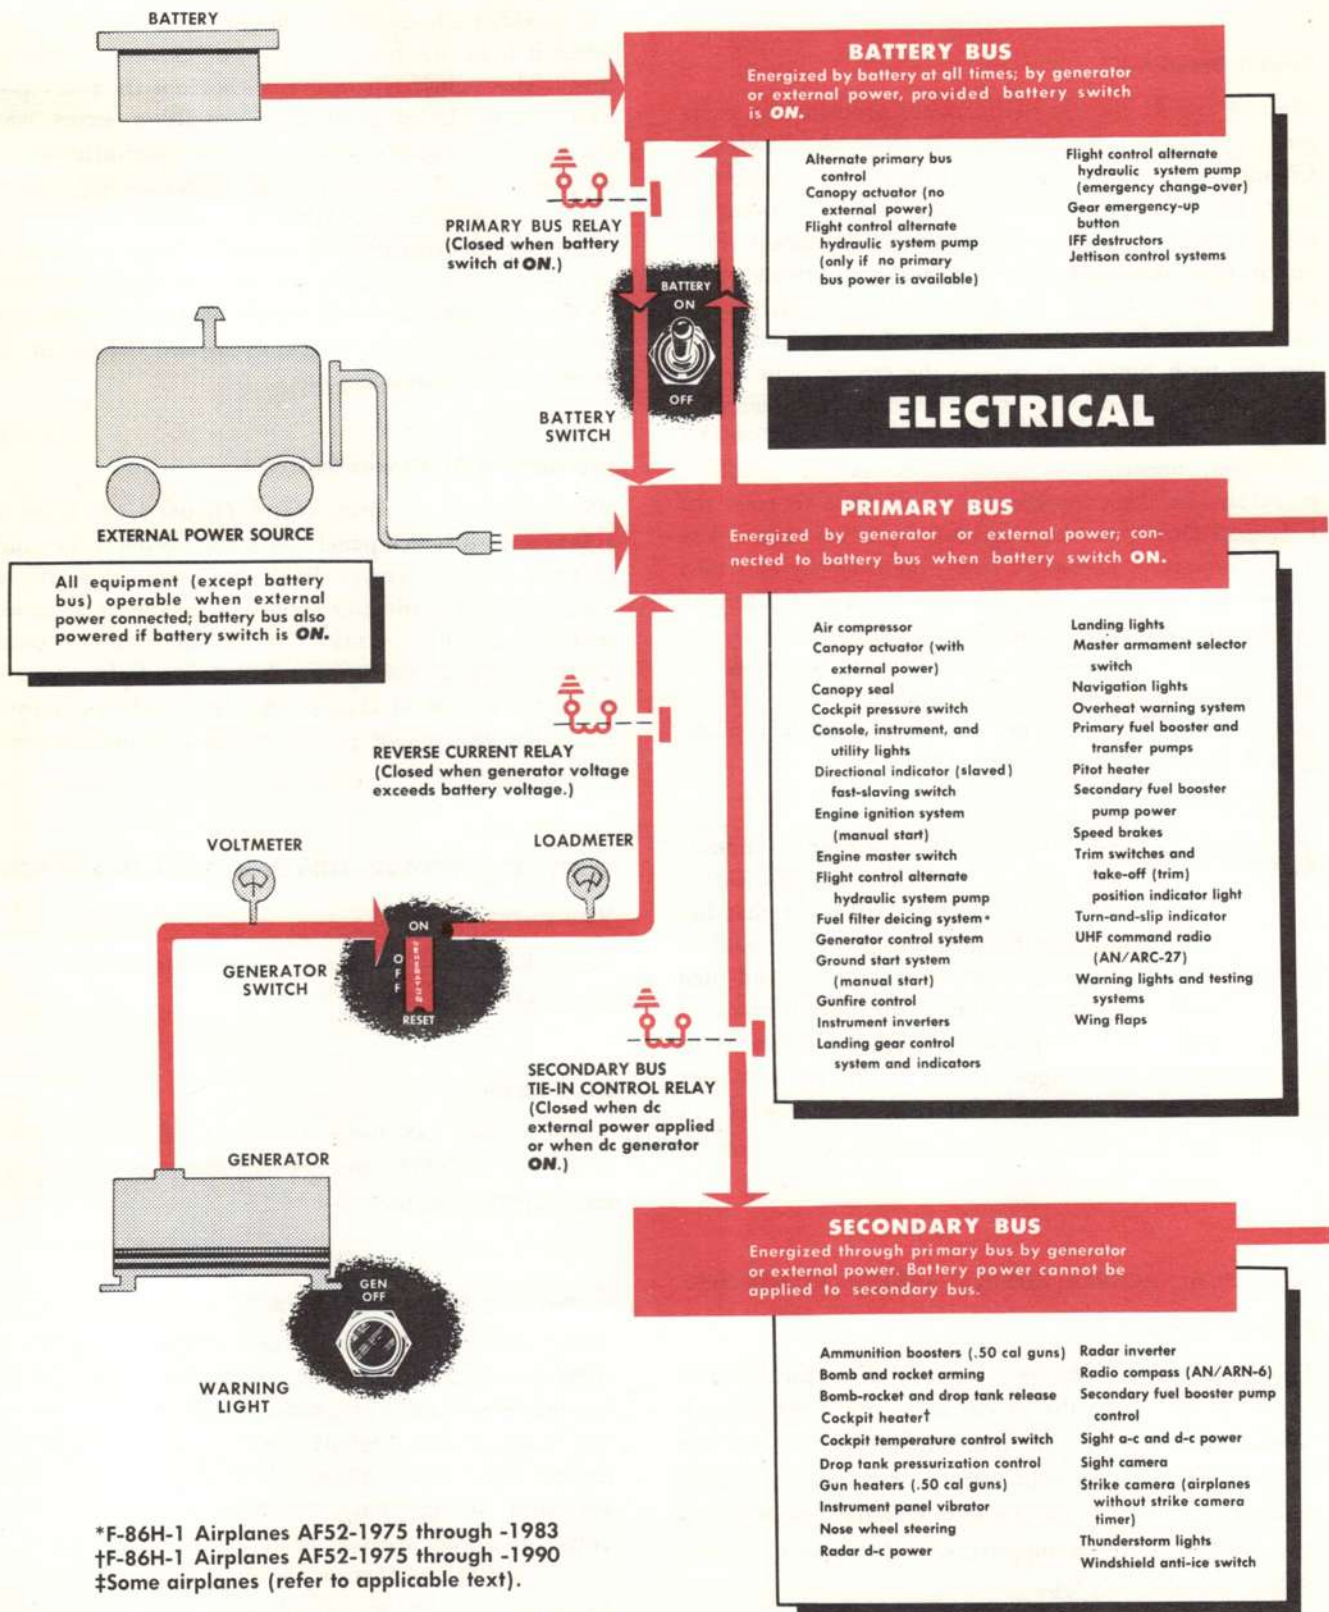 BATTERY
BATTERY BUS
Energized by battery at all times; by generator
or external power, provided battery switch
is ON.
Alternate primary bus
control
Canopy actuator (no
external power)
Flight control alternate
hydraulic system pump
(only if no primary
bus power is available)
Flight control alternate
hydraulic system pump
(emergency change-over)
Gear emergency-up
button
IFF destructors
Jettison control systems
PRIMARY BUS RELAY
(Closed when battery
switch at ON.)
BATTERY
ON
OFF
BATTERY
SWITCH
ELECTRICAL
EXTERNAL POWER SOURCE
All equipment (except battery
bus) operable when external
power connected; battery bus also
powered if battery switch is ON.
PRIMARY BUS
Energized by generator or external power; con-
nected to battery bus when battery switch ON.
Air compressor
Canopy actuator (with
external power)
Canopy seal
Cockpit pressure switch
Console, instrument, and
utility lights
Directional indicator (slaved)
fast-slaving switch
Engine ignition system
(manual start)
Engine master switch
Flight control alternate
hydraulic system pump
Fuel filter deicing system*
Generator control system
Ground start system
(manual start)
Gunfire control
Instrument inverters
Landing gear control
system and indicators
Landing lights
Master armament selector
switch
Navigation lights
Overheat warning system
Primary fuel booster and
transfer pumps
Pitot heater
Secondary fuel booster
pump power
Speed brakes
Trim switches and
take-off (trim)
position indicator light
Turn-and-slip indicator
UHF command radio
(AN/ARC-27)
Warning lights and testing
systems
Wing flaps
REVERSE CURRENT RELAY
(Closed when generator voltage
exceeds battery voltage.)
VOLTMETER
LOADMETER
GENERATOR
SWITCH
ON
OFF
GENERATOR
RESET
SECONDARY BUS
TIE-IN CONTROL RELAY
(Closed when dc
external power applied
or when dc generator
ON.)
GENERATOR
GEN
OFF
WARNING
LIGHT
SECONDARY BUS
Energized through primary bus by generator
or external power. Battery power cannot be
applied to secondary bus.
Ammunition boosters (.50 cal guns)
Bomb and rocket arming
Bomb-rocket and drop tank release
Cockpit heater†
Cockpit temperature control switch
Drop tank pressurization control
Gun heaters (.50 cal guns)
Instrument panel vibrator
Nose wheel steering
Radar d-c power
Radar inverter
Radio compass (AN/ARN-6)
Secondary fuel booster pump
control
Sight a-c and d-c power
Sight camera
Strike camera (airplanes
without strike camera
timer)
Thunderstorm lights
Windshield anti-ice switch
*F-86H-1 Airplanes AF52-1975 through -1983
†F-86H-1 Airplanes AF52-1975 through -1990
‡Some airplanes (refer to applicable text).